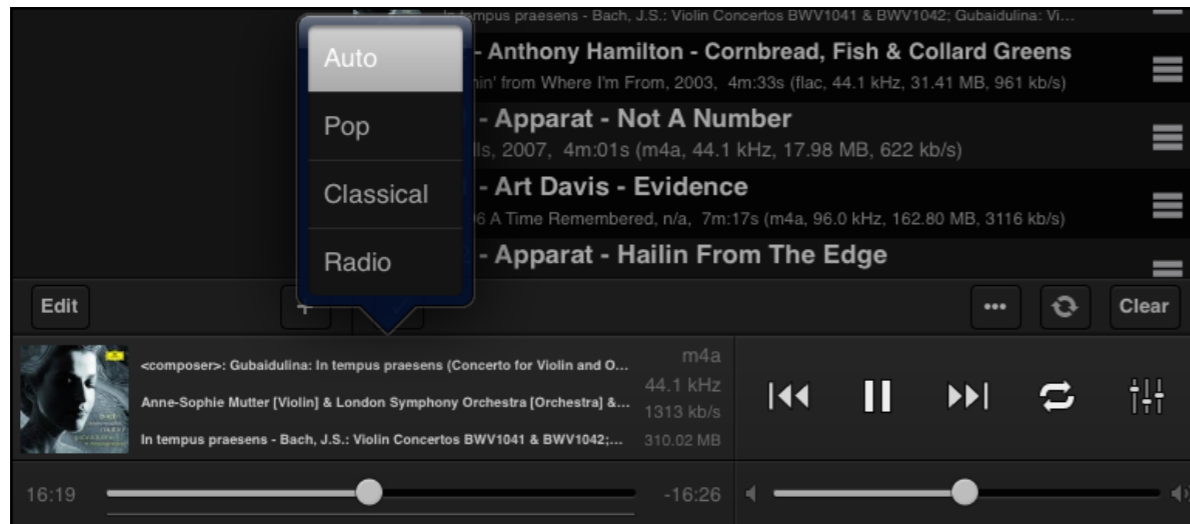 In tempus praesens - Bach, J.S.: Violin Concertos BWV1041 & BWV1042; Gubaidulina: Vi...
- Anthony Hamilton - Cornbread, Fish & Collard Greens
in' from Where I'm From, 2003, 4m:33s (flac, 44.1 kHz, 31.41 MB, 961 kb/s)
- Apparat - Not A Number
lls, 2007, 4m:01s (m4a, 44.1 kHz, 17.98 MB, 622 kb/s)
- Art Davis - Evidence
6 A Time Remembered, n/a, 7m:17s (m4a, 96.0 kHz, 162.80 MB, 3116 kb/s)
- Apparat - Hailin From The Edge
Auto
Pop
Classical
Radio
Edit
+
...
Clear
<composer>: Gubaidulina: In tempus praesens (Concerto for Violin and O...
Anne-Sophie Mutter [Violin] & London Symphony Orchestra [Orchestra] &...
In tempus praesens - Bach, J.S.: Violin Concertos BWV1041 & BWV1042;...
m4a
44.1 kHz
1313 kb/s
310.02 MB
16:19
-16:26